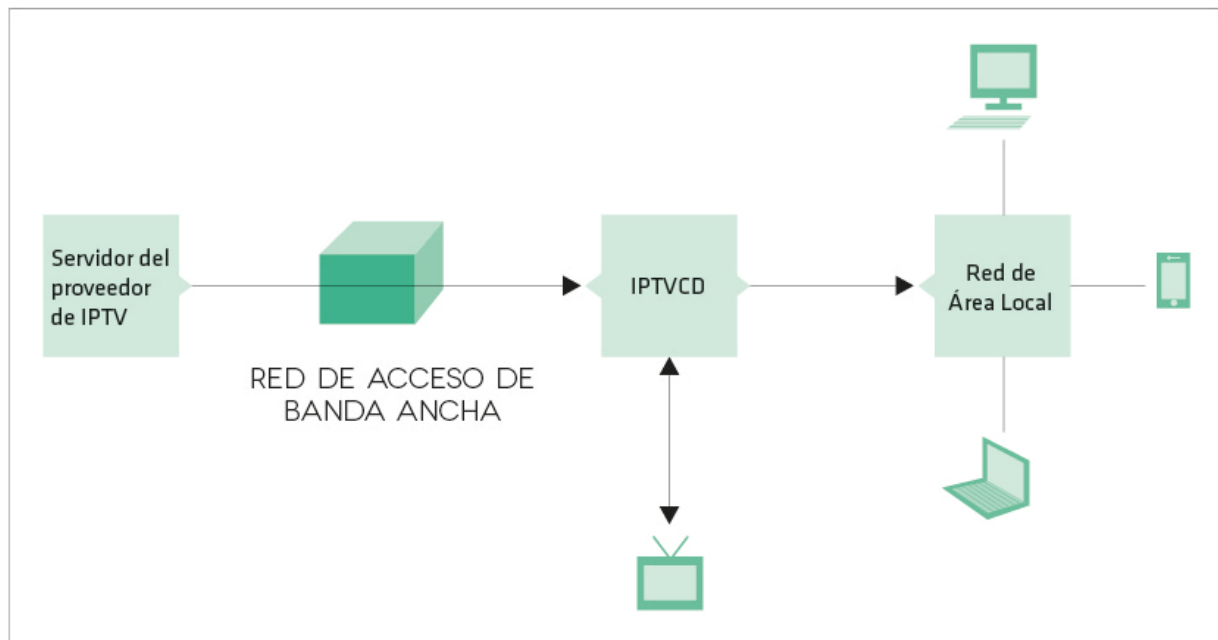 Servidor del
proveedor
de IPTV
RED DE ACCESO DE
BANDA ANCHA
IPTVCD
Red de
Área Local